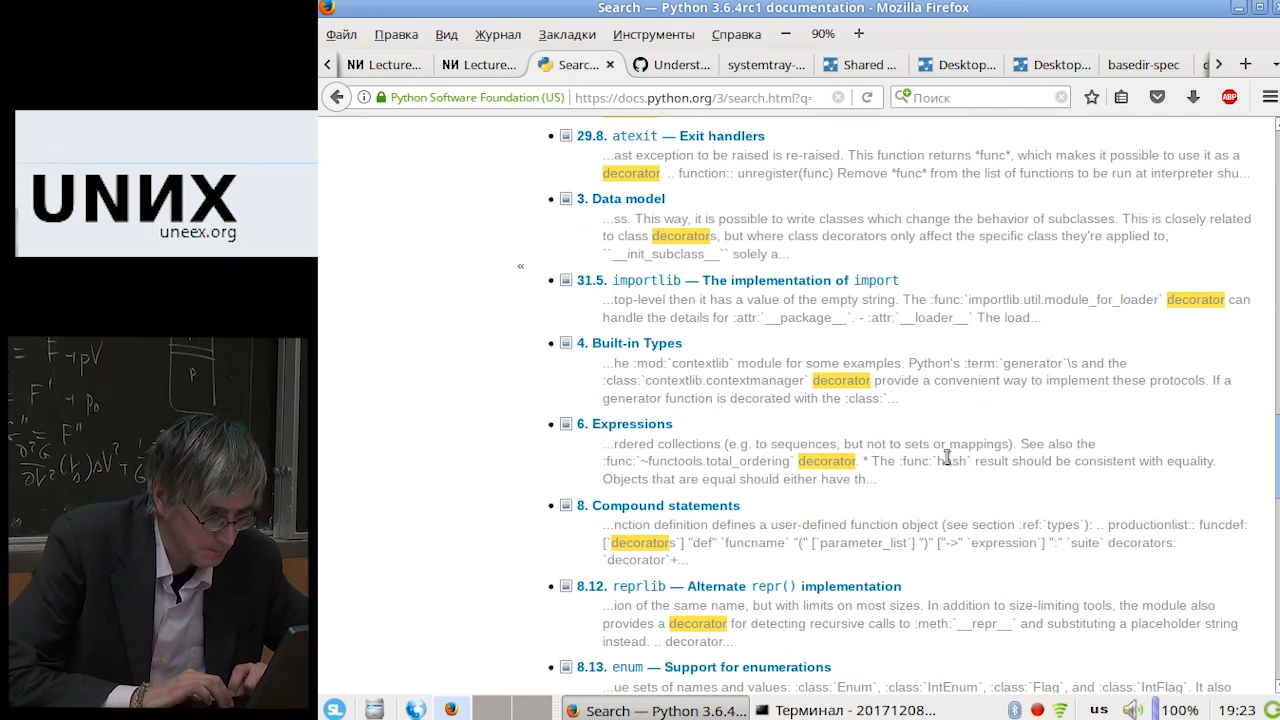 UNИX
uneex.org
Search — Python 3.6.4rc1 documentation - Mozilla Firefox
Файл Правка Вид Журнал Закладки Инструменты Справка − 90% +
Lecture... Lecture... Searc... × Underst... systemtray-... Shared ... Desktop... Desktop... basedir-spec
Python Software Foundation (US) https://docs.python.org/3/search.html?q= Поиск ABP
29.8. atexit — Exit handlers
...ast exception to be raised is re-raised. This function returns *func*, which makes it possible to use it as a
decorator. .. function:: unregister(func) Remove *func* from the list of functions to be run at interpreter shu...
3. Data model
...ss. This way, it is possible to write classes which change the behavior of subclasses. This is closely related
to class decorators, but where class decorators only affect the specific class they're applied to,
``__init_subclass__`` solely a...
«
31.5. importlib — The implementation of import
...top-level then it has a value of the empty string. The :func:`importlib.util.module_for_loader` decorator can
handle the details for :attr:`__package__`. - :attr:`__loader__` The load...
4. Built-in Types
...he :mod:`contextlib` module for some examples. Python's :term:`generator`\s and the
:class:`contextlib.contextmanager` decorator provide a convenient way to implement these protocols. If a
generator function is decorated with the :class:`...
6. Expressions
...rdered collections (e.g. to sequences, but not to sets or mappings). See also the
:func:`~functools.total_ordering` decorator. * The :func:`hash` result should be consistent with equality.
Objects that are equal should either have th...
8. Compound statements
...nction definition defines a user-defined function object (see section :ref:`types`): .. productionlist:: funcdef:
[`decorators`] "def" `funcname` "(" [`parameter_list`] ")" ["->" `expression`] ":" `suite` decorators:
`decorator`+...
8.12. reprlib — Alternate repr() implementation
...ion of the same name, but with limits on most sizes. In addition to size-limiting tools, the module also
provides a decorator for detecting recursive calls to :meth:`__repr__` and substituting a placeholder string
instead. .. decorator...
8.13. enum — Support for enumerations
...ue sets of names and values: :class:`Enum`, :class:`IntEnum`, :class:`Flag`, and :class:`IntFlag`. It also
Search — Python 3.6.4... Терминал - 20171208... us 100% 19:23